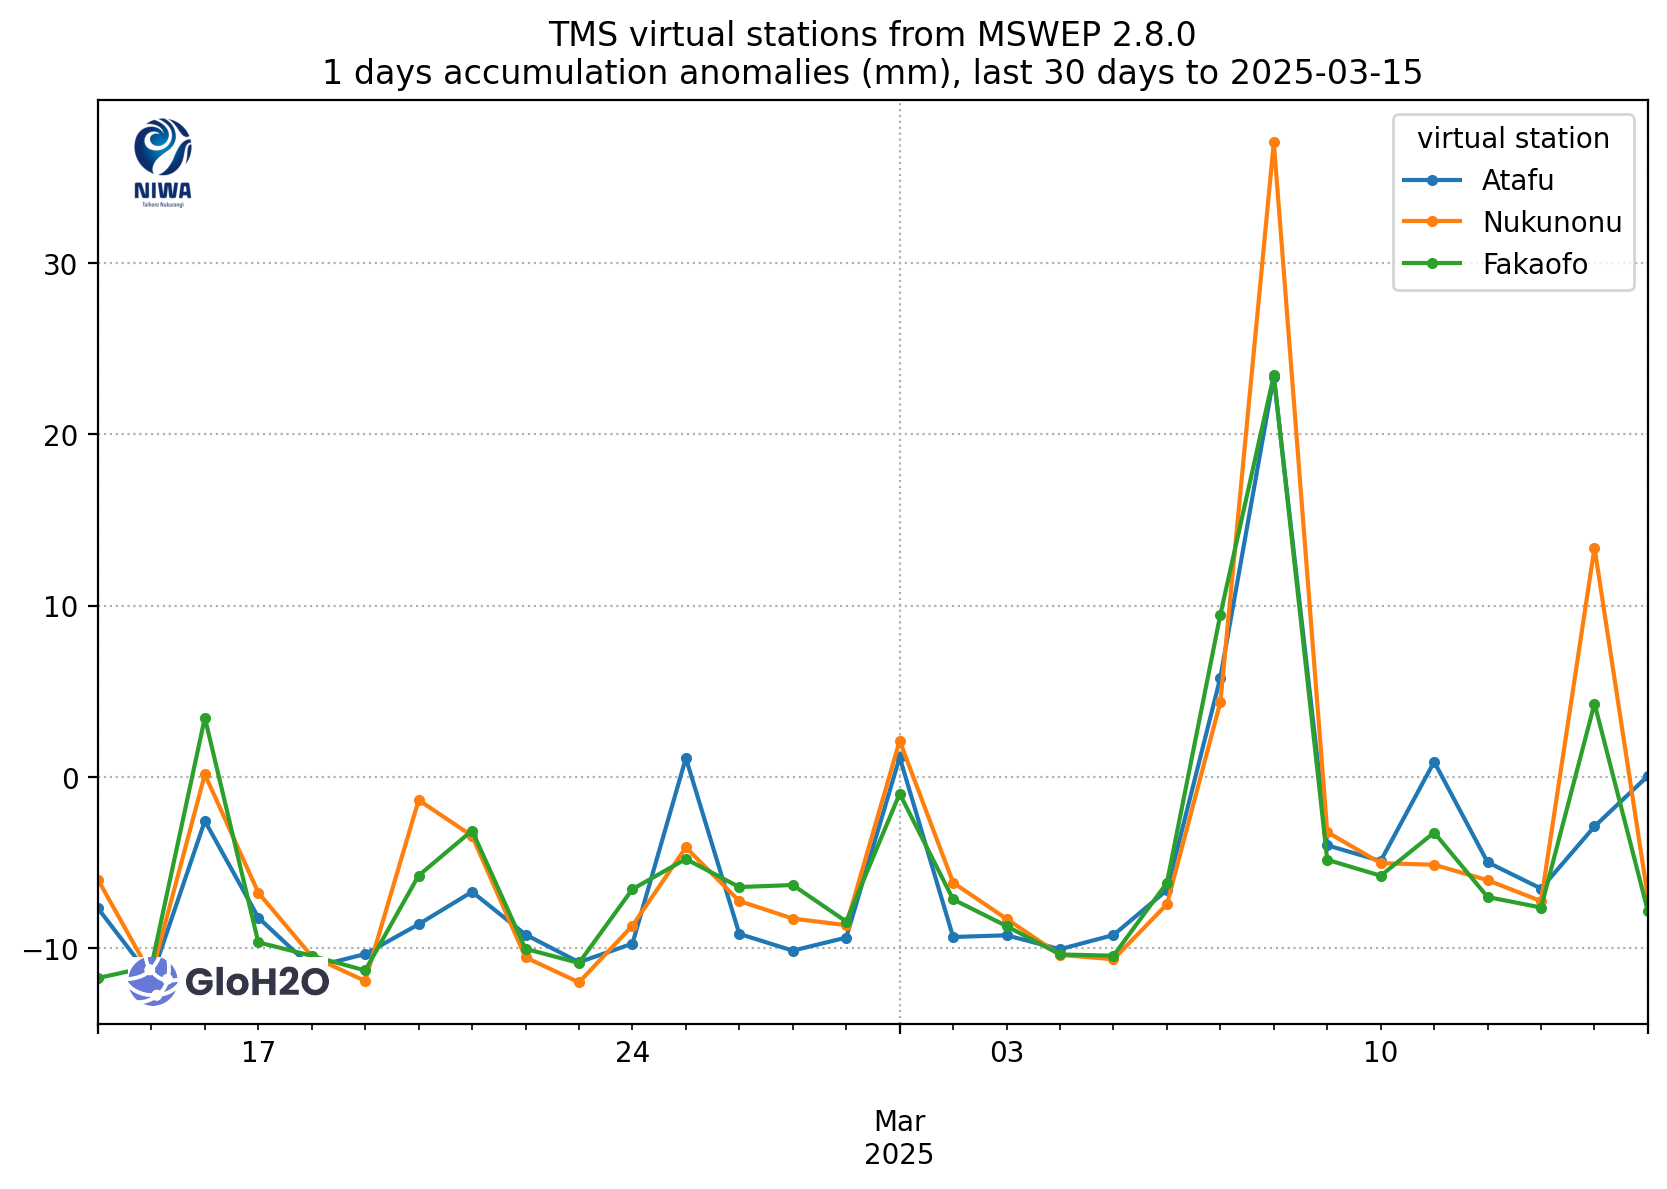 TMS virtual stations from MSWEP 2.8.0
1 days accumulation anomalies (mm), last 30 days to 2025-03-15
NIWA
Taihoro Nukurangi
virtual station
Atafu
Nukunonu
Fakaofo
30
20
10
0
−10
GloH2O
17
24
03
10
Mar
2025